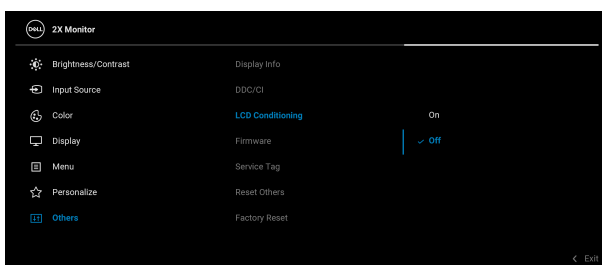 DELL 2X Monitor
Brightness/Contrast Display Info
Input Source DDC/CI
Color LCD Conditioning On
Display Firmware Off
Menu Service Tag
Personalize Reset Others
Others Factory Reset
Exit